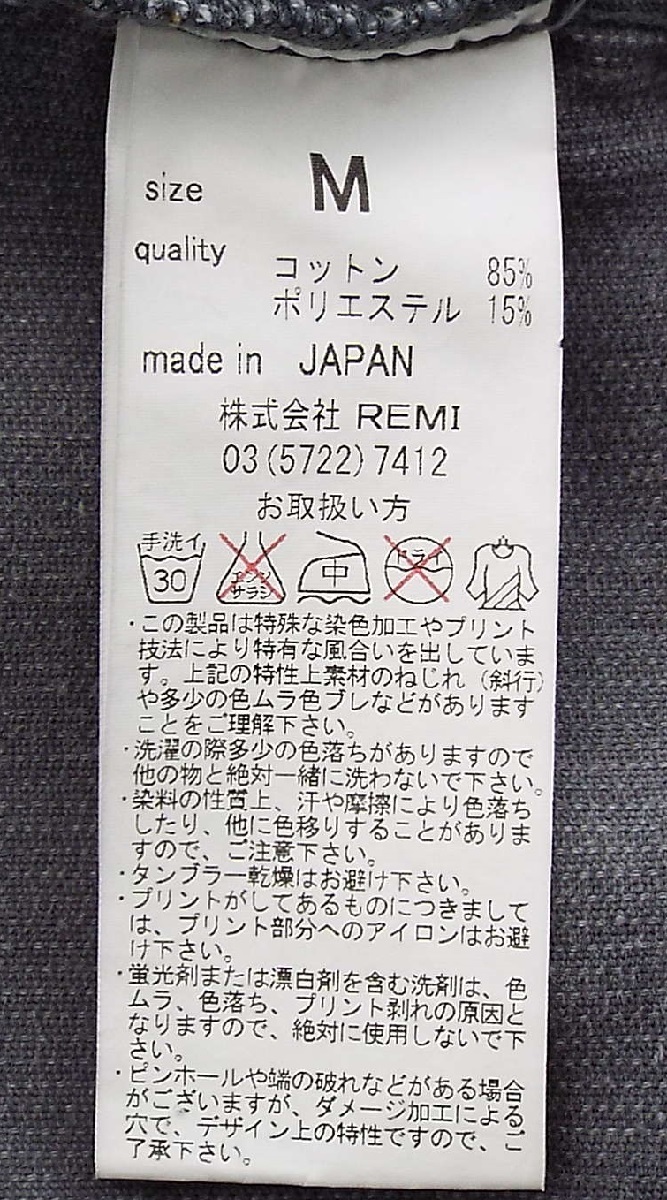 size M
quality
コットン 85%
ポリエステル 15%
made in JAPAN
株式会社 REMI
03(5722)7412
お取扱い方
手洗イ 30 エンソサラシ 中 ドライ
・この製品は特殊な染色加工やプリント
技法により特有な風合いを出していま
す。上記の特性上素材のねじれ(斜行)
や多少の色ムラ色ブレなどがあります
ことをご理解下さい。
・洗濯の際多少の色落ちがありますので
他の物と絶対一緒に洗わないで下さい。
・染料の性質上、汗や摩擦により色落ち
したり、他に色移りすることがありま
すので、ご注意下さい。
・タンブラー乾燥はお避け下さい。
・プリントがしてあるものにつきまして
は、プリント部分へのアイロンはお避
け下さい。
・蛍光剤または漂白剤を含む洗剤は、色
ムラ、色落ち、プリント剥れの原因と
なりますので、絶対に使用しないで下
さい。
・ピンホールや端の破れなどがある場合
がございますが、ダメージ加工による
穴で、デザイン上の特性ですので、ご
了承下さい。